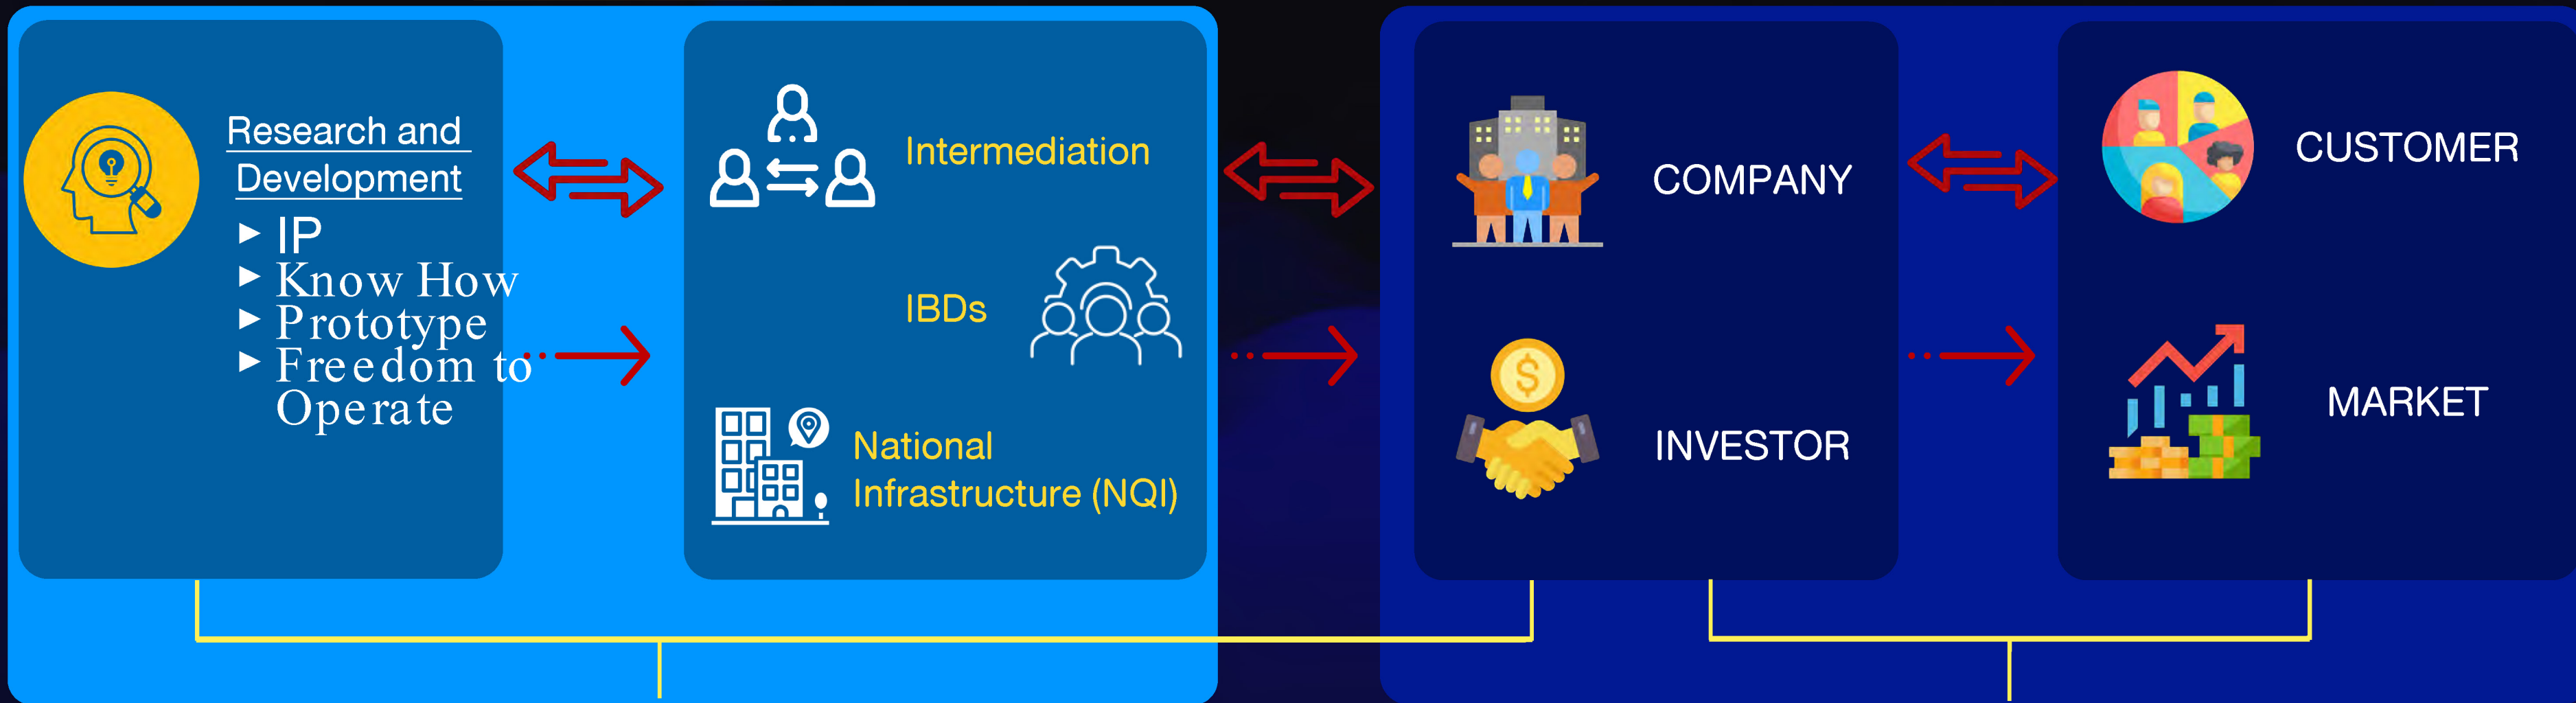 Research and
Development
► IP
► Know How
► Prototype
► Freedom to
Operate
Intermediation
IBDs
National
Infrastructure (NQI)
COMPANY
INVESTOR
CUSTOMER
MARKET